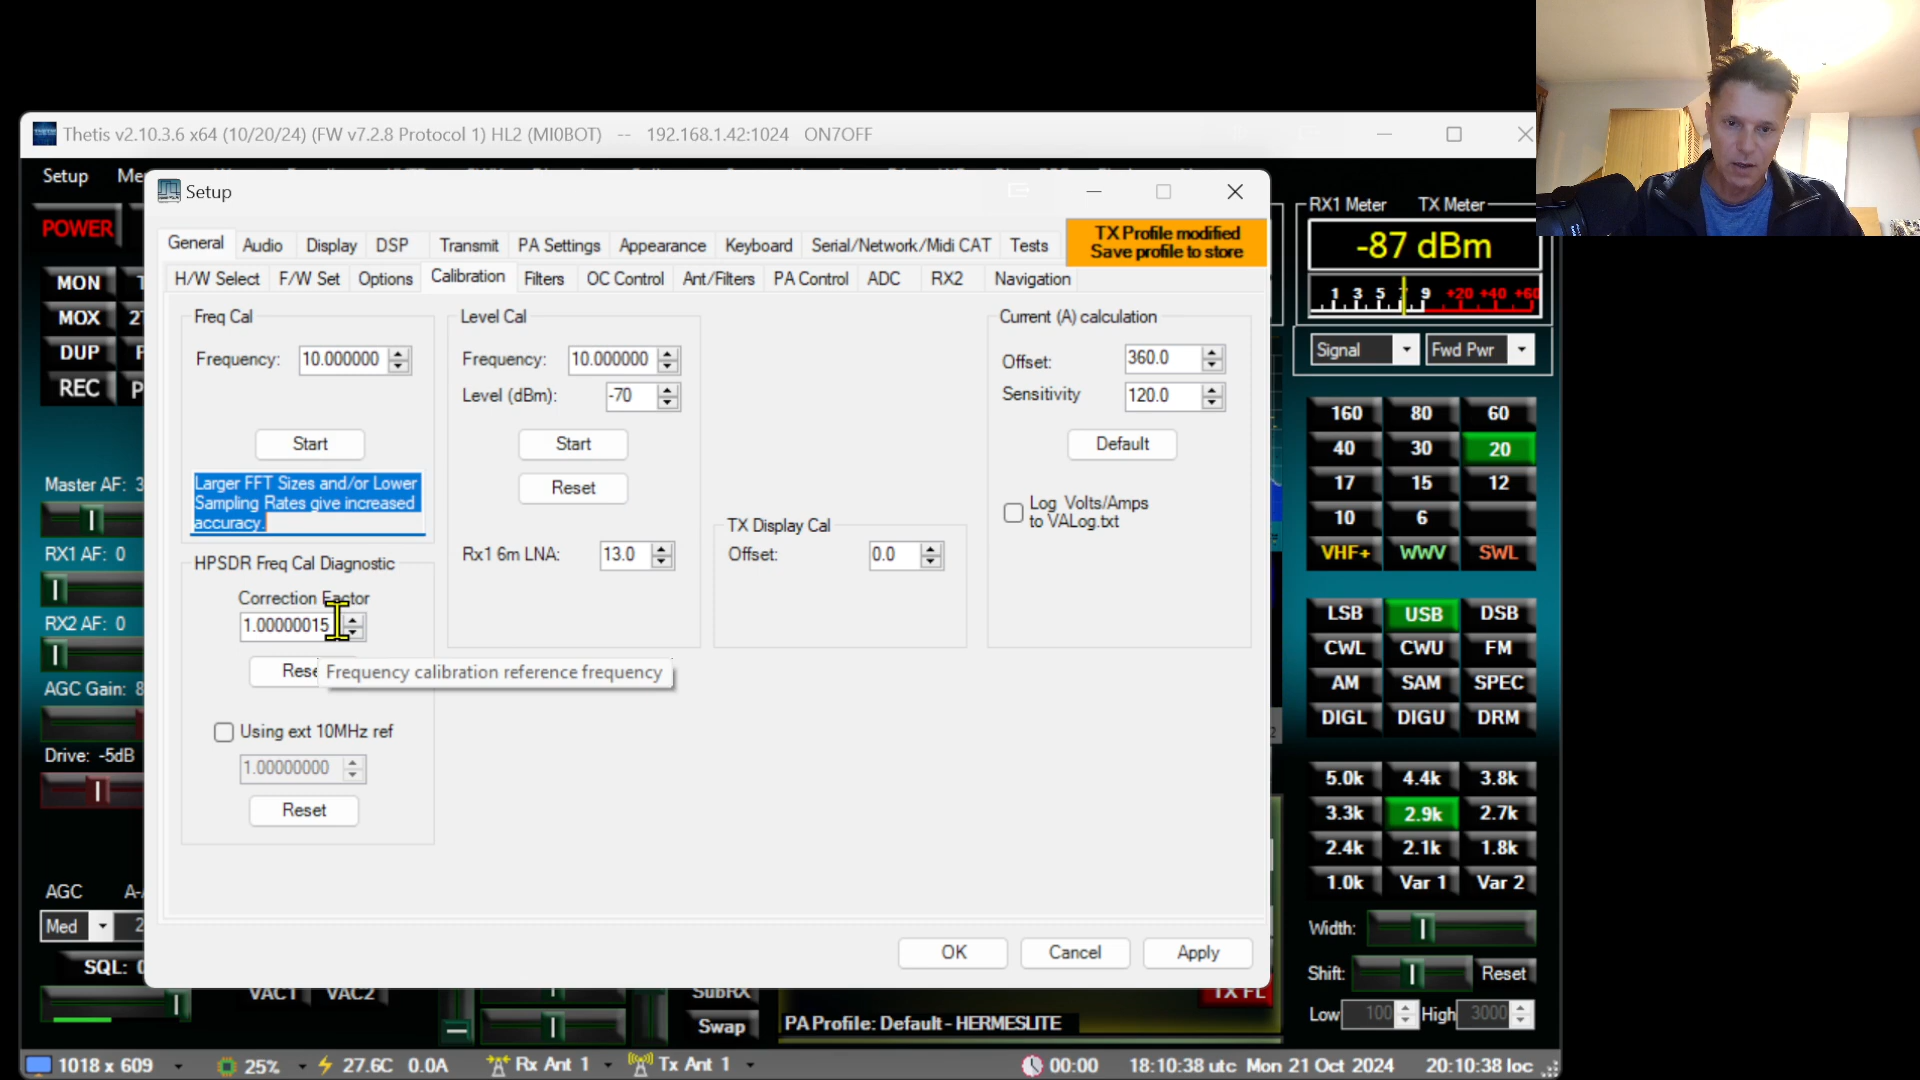 Thetis v2.10.3.6 x64 (10/20/24) (FW v7.2.8 Protocol 1) HL2 (MI0BOT) -- 192.168.1.42:1024 ON7OFF
Setup Me
Setup
POWER
General Audio Display DSP Transmit PA Settings Appearance Keyboard Serial/Network/Midi CAT Tests
TX Profile modified
Save profile to store
H/W Select F/W Set Options Calibration Filters OC Control Ant/Filters PA Control ADC RX2 Navigation
MON
MOX
DUP
REC
Master AF: 3
RX1 AF: 0
RX2 AF: 0
AGC Gain: 8
Drive: -5dB
AGC
Med
SQL:
Freq Cal
Frequency: 10.000000
Start
Larger FFT Sizes and/or Lower
Sampling Rates give increased
accuracy.
HPSDR Freq Cal Diagnostic
Correction Factor
1.00000015
Rese
Frequency calibration reference frequency
Using ext 10MHz ref
1.00000000
Reset
Level Cal
Frequency: 10.000000
Level (dBm): -70
Start
Reset
Rx1 6m LNA: 13.0
TX Display Cal
Offset: 0.0
Current (A) calculation
Offset: 360.0
Sensitivity 120.0
Default
Log Volts/Amps
to VALog.txt
OK Cancel Apply
VAC1 VAC2
SubRX
Swap
TX FL
PA Profile: Default - HERMESLITE
RX1 Meter TX Meter
-87 dBm
1 3 5 7 9 +20 +40 +60
Signal Fwd Pwr
160 80 60
40 30 20
17 15 12
10 6
VHF+ WWV SWL
LSB USB DSB
CWL CWU FM
AM SAM SPEC
DIGL DIGU DRM
5.0k 4.4k 3.8k
3.3k 2.9k 2.7k
2.4k 2.1k 1.8k
1.0k Var 1 Var 2
Width:
Shift: Reset
Low 100 High 3000
1018 x 609 25% 27.6C 0.0A Rx Ant 1 Tx Ant 1 00:00 18:10:38 utc Mon 21 Oct 2024 20:10:38 loc